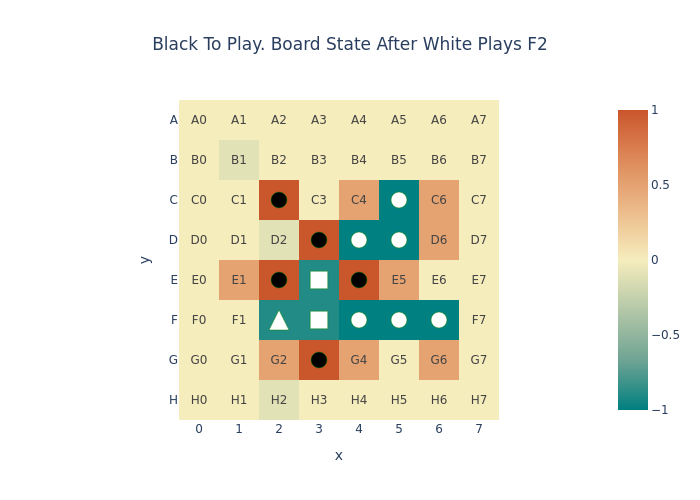 Black To Play. Board State After White Plays F2
A A0 A1 A2 A3 A4 A5 A6 A7
B B0 B1 B2 B3 B4 B5 B6 B7
C C0 C1 C3 C4 C6 C7
D D0 D1 D2 D6 D7
E E0 E1 E5 E6 E7
F F0 F1 F7
G G0 G1 G2 G4 G5 G6 G7
H H0 H1 H2 H3 H4 H5 H6 H7
0 1 2 3 4 5 6 7
x
y
1
0.5
0
−0.5
−1